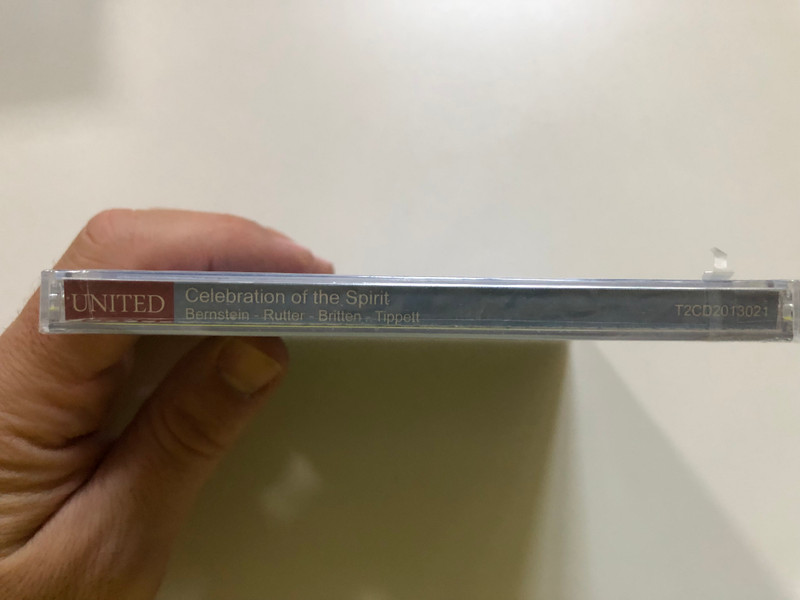 UNITED
Celebration of the Spirit
Bernstein - Rutter - Britten - Tippett
T2CD2013021